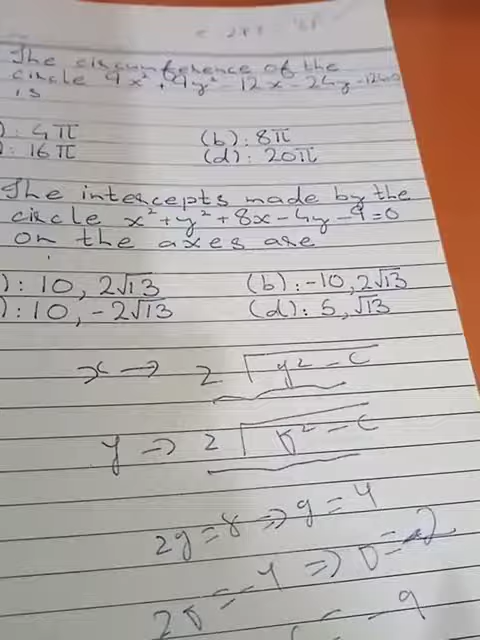 The circumference of the
circle 9x² + 9y² - 12x - 24y
is
): 4π (b): 8π
): 16π (d): 20π
The intercepts made by the
circle x² + y² + 8x - 4y - 9 = 0
on the axes are
): 10, 2√13 (b): -10, 2√13
): 10, -2√13 (d): 5, √13
x → 2√g² - c
y → 2√f² - c
2g = 8 ⇒ g = 4
2f = -4 ⇒ f = -2
- 9